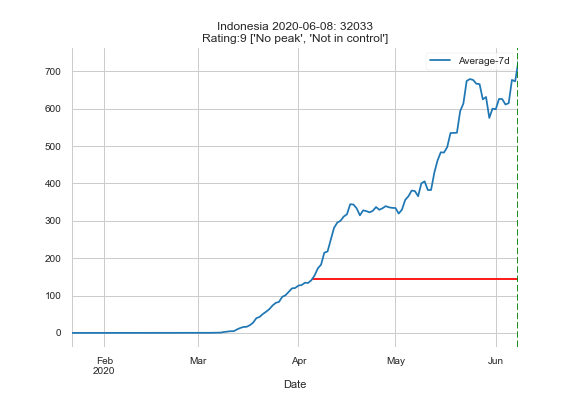 Indonesia 2020-06-08: 32033
Rating:9 ['No peak', 'Not in control']
Average-7d
700
600
500
400
300
200
100
0
Feb
2020
Mar
Apr
May
Jun
Date